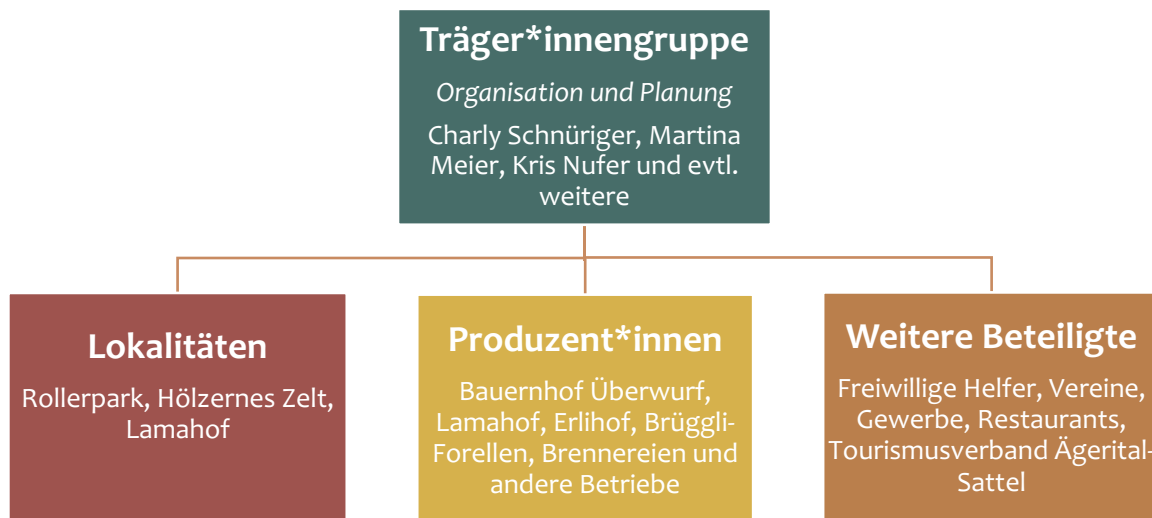 Träger*innengruppe
Organisation und Planung
Charly Schnüriger, Martina
Meier, Kris Nufer und evtl.
weitere
Lokalitäten
Rollerpark, Hölzernes Zelt,
Lamahof
Produzent*innen
Bauernhof Überwurf,
Lamahof, Erlihof, Brüggli-
Forellen, Brennereien und
andere Betriebe
Weitere Beteiligte
Freiwillige Helfer, Vereine,
Gewerbe, Restaurants,
Tourismusverband Ägerital-
Sattel